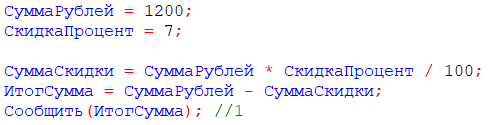 СуммаРублей = 1200;
СкидкаПроцент = 7;
СуммаСкидки = СуммаРублей * СкидкаПроцент / 100;
ИтогСумма = СуммаРублей - СуммаСкидки;
Сообщить(ИтогСумма); //1